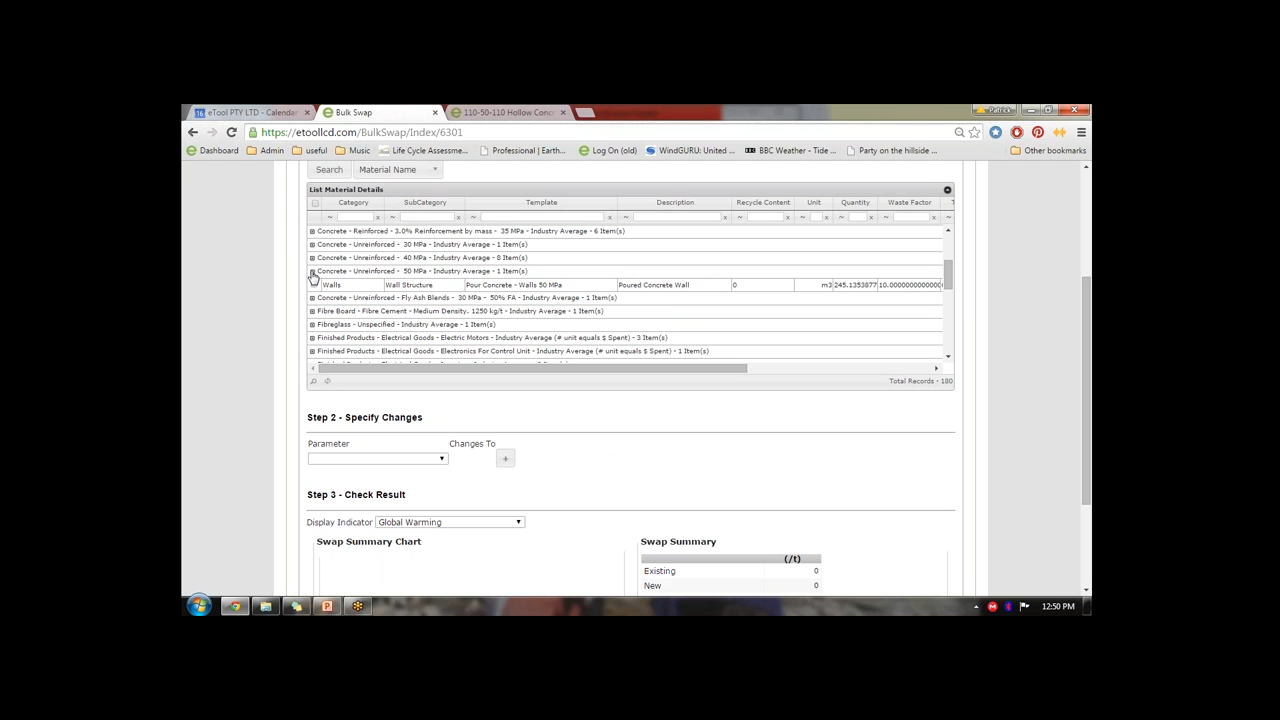 eTool PTY LTD - Calenda
Bulk Swap
110-50-110 Hollow Conc
Patrick
https://etoollcd.com/BulkSwap/Index/6301
Dashboard
Admin
useful
Music
Life Cycle Assessme...
Professional | Earth...
Log On (old)
WindGURU: United ...
BBC Weather - Tide ...
Party on the hillside ...
Other bookmarks
Search
Material Name
List Material Details
Category SubCategory Template Description Recycle Content Unit Quantity Waste Factor T
~ x ~ x ~ x ~ x ~ x ~ x ~ x ~ x ~
Concrete - Reinforced - 3.0% Reinforcement by mass - 35 MPa - Industry Average - 6 Item(s)
Concrete - Unreinforced - 30 MPa - Industry Average - 1 Item(s)
Concrete - Unreinforced - 40 MPa - Industry Average - 8 Item(s)
Concrete - Unreinforced - 50 MPa - Industry Average - 1 Item(s)
Walls Wall Structure Pour Concrete - Walls 50 MPa Poured Concrete Wall 0 m3 245.1353877 10.0000000000000
Concrete - Unreinforced - Fly Ash Blends - 30 MPa - 50% FA - Industry Average - 1 Item(s)
Fibre Board - Fibre Cement - Medium Density. 1250 kg/t - Industry Average - 1 Item(s)
Fibreglass - Unspecified - Industry Average - 1 Item(s)
Finished Products - Electrical Goods - Electric Motors - Industry Average (# unit equals $ Spent) - 3 Item(s)
Finished Products - Electrical Goods - Electronics For Control Unit - Industry Average (# unit equals $ Spent) - 1 Item(s)
Total Records - 180
Step 2 - Specify Changes
Parameter Changes To
+
Step 3 - Check Result
Display Indicator Global Warming
Swap Summary Chart
Swap Summary
(/t)
Existing 0
New 0
12:50 PM